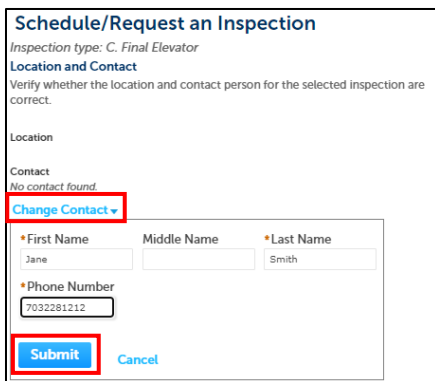 Schedule/Request an Inspection
Inspection type: C. Final Elevator
Location and Contact
Verify whether the location and contact person for the selected inspection are
correct.
Location
Contact
No contact found.
Change Contact
*First Name Middle Name *Last Name
Jane Smith
*Phone Number
7032281212
Submit Cancel